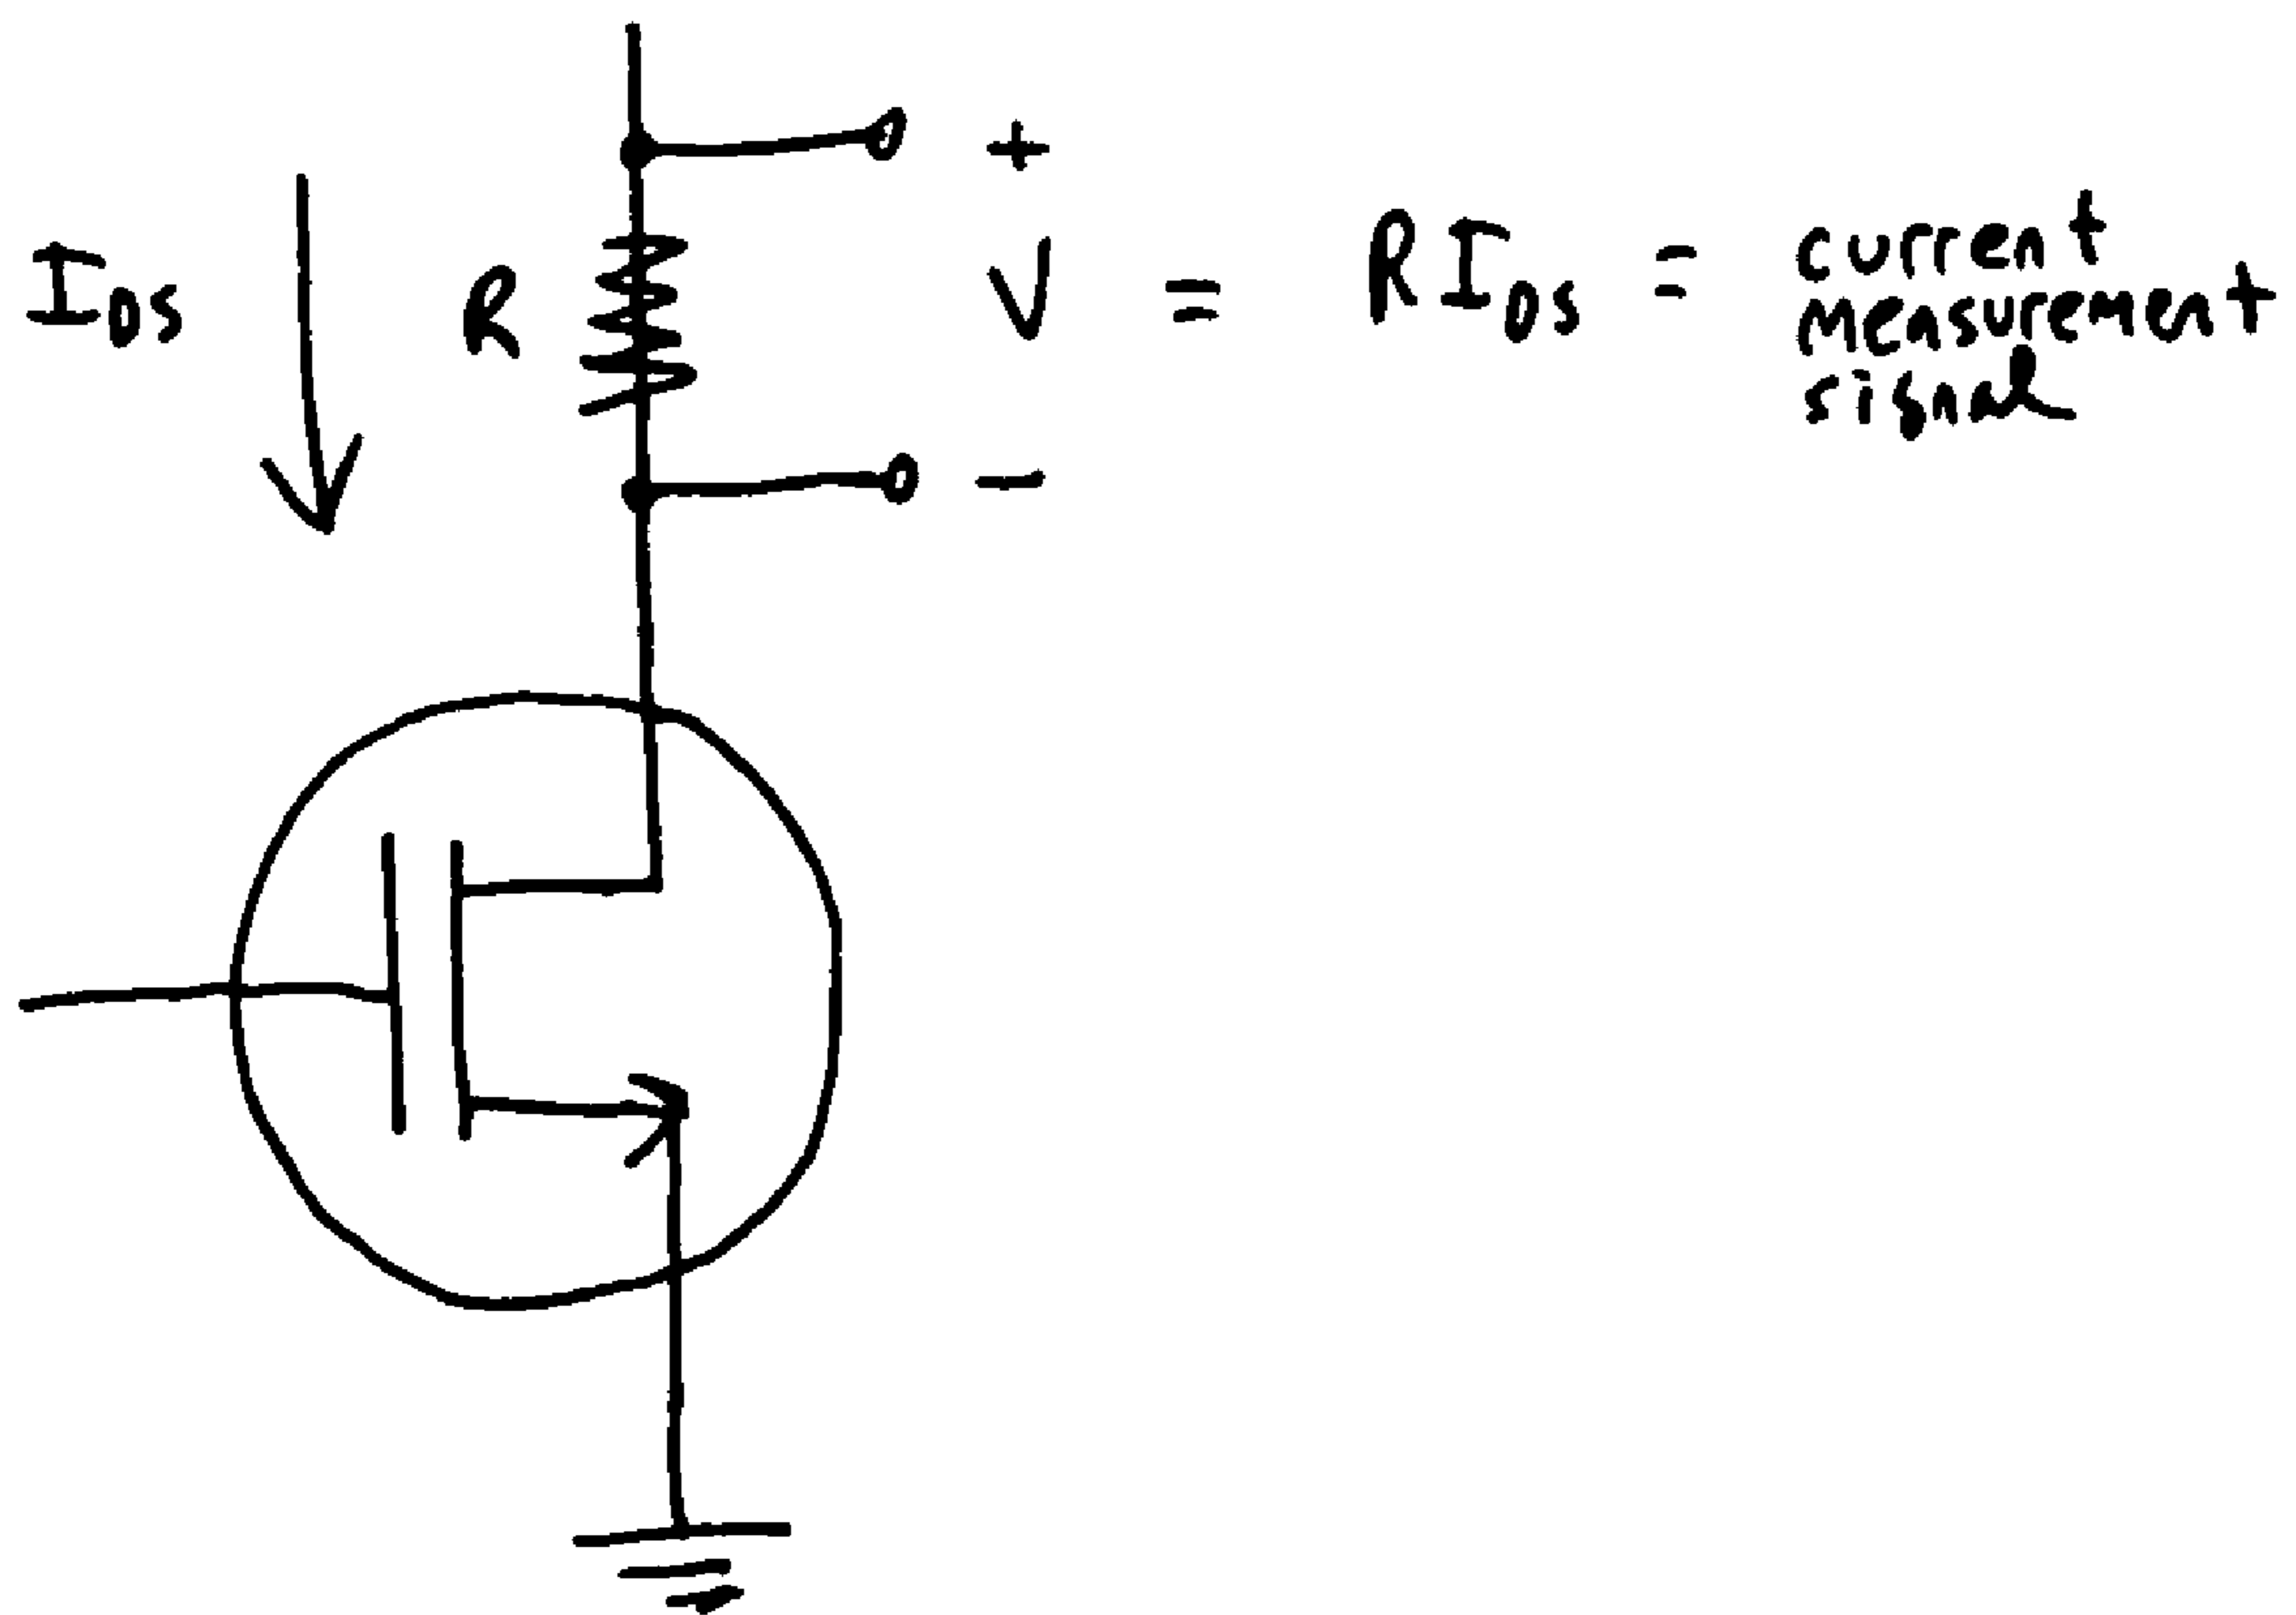 I_DS R + V - = RI_DS = current
measurement
signal